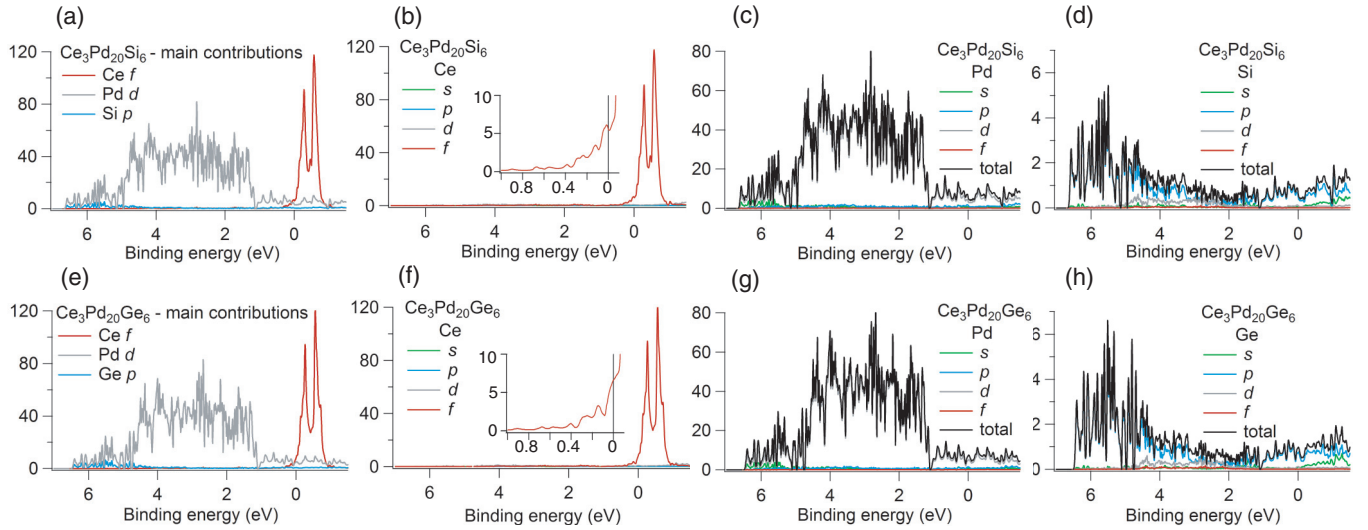 (a)
120
80
40
0
Ce₃Pd₂₀Si₆ - main contributions
Ce f
Pd d
Si p
6
4
2
0
Binding energy (eV)
(b)
120
80
40
0
Ce₃Pd₂₀Si₆
Ce
s
p
d
f
10
5
0
0.8
0.4
0
6
4
2
0
Binding energy (eV)
(c)
80
60
40
20
0
Ce₃Pd₂₀Si₆
Pd
s
p
d
f
total
6
4
2
0
Binding energy (eV)
(d)
6
4
2
0
Ce₃Pd₂₀Si₆
Si
s
p
d
f
total
6
4
2
0
Binding energy (eV)
(e)
120
80
40
0
Ce₃Pd₂₀Ge₆ - main contributions
Ce f
Pd d
Ge p
6
4
2
0
Binding energy (eV)
(f)
120
80
40
0
Ce₃Pd₂₀Ge₆
Ce
s
p
d
f
10
5
0
0.8
0.4
0
6
4
2
0
Binding energy (eV)
(g)
80
60
40
20
0
Ce₃Pd₂₀Ge₆
Pd
s
p
d
f
total
6
4
2
0
Binding energy (eV)
(h)
6
4
2
0
Ce₃Pd₂₀Ge₆
Ge
s
p
d
f
total
6
4
2
0
Binding energy (eV)